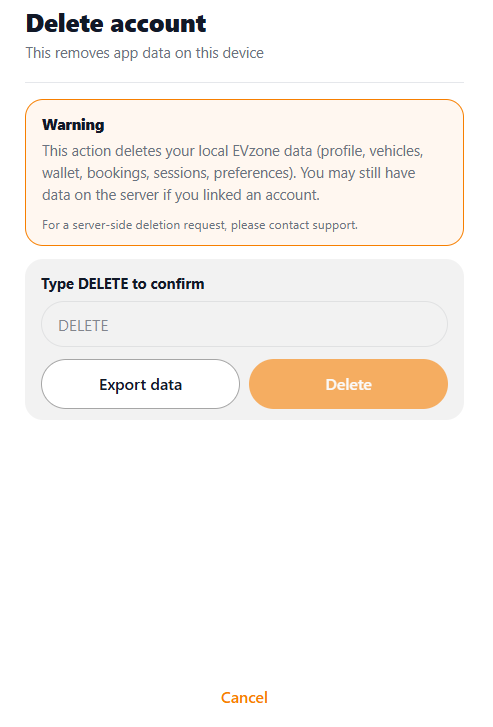 Delete account
This removes app data on this device
Warning
This action deletes your local EVzone data (profile, vehicles,
wallet, bookings, sessions, preferences). You may still have
data on the server if you linked an account.
For a server-side deletion request, please contact support.
Type DELETE to confirm
DELETE
Export data
Delete
Cancel